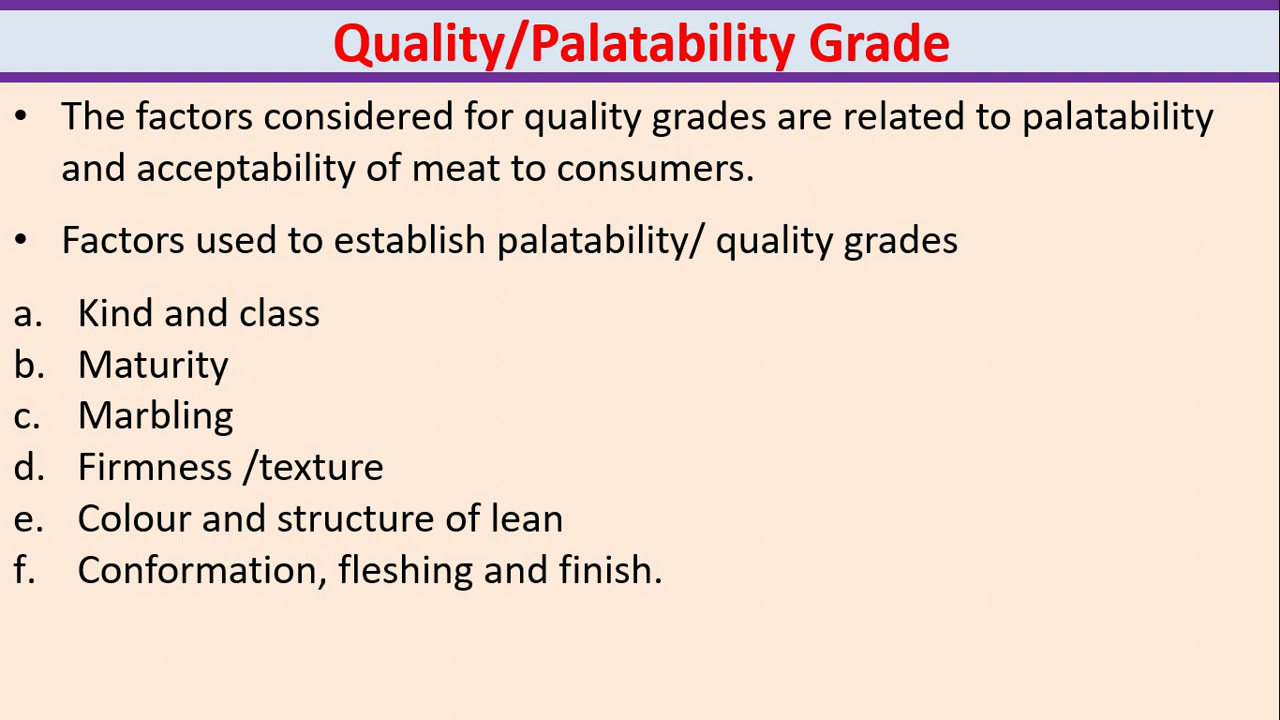 Quality/Palatability Grade
• The factors considered for quality grades are related to palatability
and acceptability of meat to consumers.
• Factors used to establish palatability/ quality grades
a. Kind and class
b. Maturity
c. Marbling
d. Firmness /texture
e. Colour and structure of lean
f. Conformation, fleshing and finish.